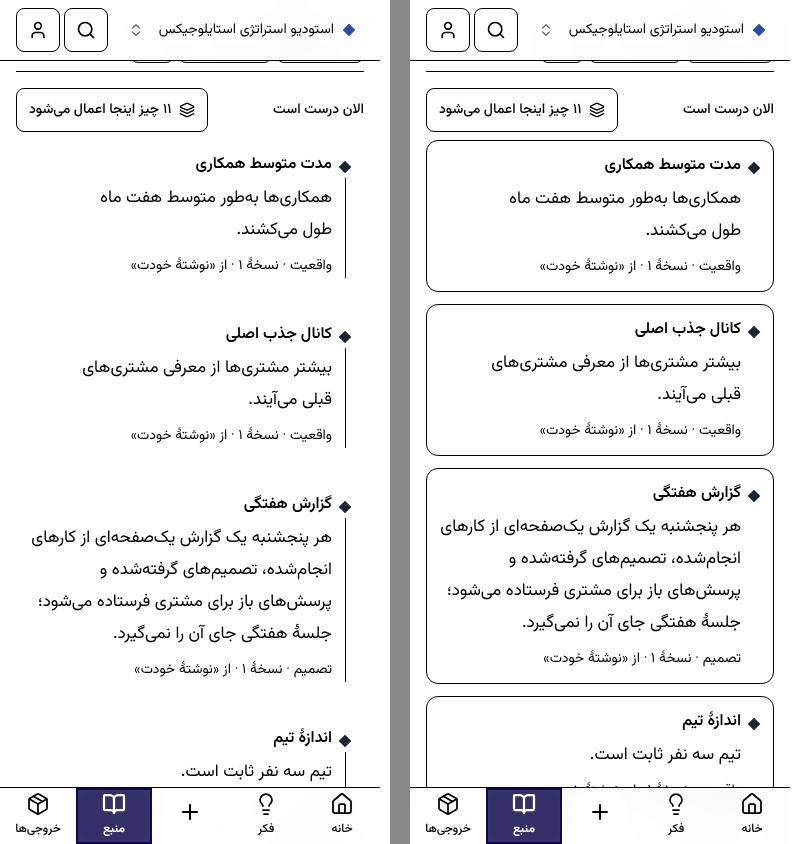 استودیو استراتژی استایلوجیکس
الان درست است
۱۱ چیز اینجا اعمال می‌شود
مدت متوسط همکاری
همکاری‌ها به‌طور متوسط هفت ماه
طول می‌کشند.
واقعیت · نسخهٔ ۱ · از «نوشتهٔ خودت»
کانال جذب اصلی
بیشتر مشتری‌ها از معرفی مشتری‌های
قبلی می‌آیند.
واقعیت · نسخهٔ ۱ · از «نوشتهٔ خودت»
گزارش هفتگی
هر پنجشنبه یک گزارش یک‌صفحه‌ای از کارهای
انجام‌شده، تصمیم‌های گرفته‌شده و
پرسش‌های باز برای مشتری فرستاده می‌شود؛
جلسهٔ هفتگی جای آن را نمی‌گیرد.
تصمیم · نسخهٔ ۱ · از «نوشتهٔ خودت»
اندازهٔ تیم
تیم سه نفر ثابت است.
خانه
فکر
منبع
خروجی‌ها
استودیو استراتژی استایلوجیکس
الان درست است
۱۱ چیز اینجا اعمال می‌شود
مدت متوسط همکاری
همکاری‌ها به‌طور متوسط هفت ماه
طول می‌کشند.
واقعیت · نسخهٔ ۱ · از «نوشتهٔ خودت»
کانال جذب اصلی
بیشتر مشتری‌ها از معرفی مشتری‌های
قبلی می‌آیند.
واقعیت · نسخهٔ ۱ · از «نوشتهٔ خودت»
گزارش هفتگی
هر پنجشنبه یک گزارش یک‌صفحه‌ای از کارهای
انجام‌شده، تصمیم‌های گرفته‌شده و
پرسش‌های باز برای مشتری فرستاده می‌شود؛
جلسهٔ هفتگی جای آن را نمی‌گیرد.
تصمیم · نسخهٔ ۱ · از «نوشتهٔ خودت»
اندازهٔ تیم
تیم سه نفر ثابت است.
خانه
فکر
منبع
خروجی‌ها